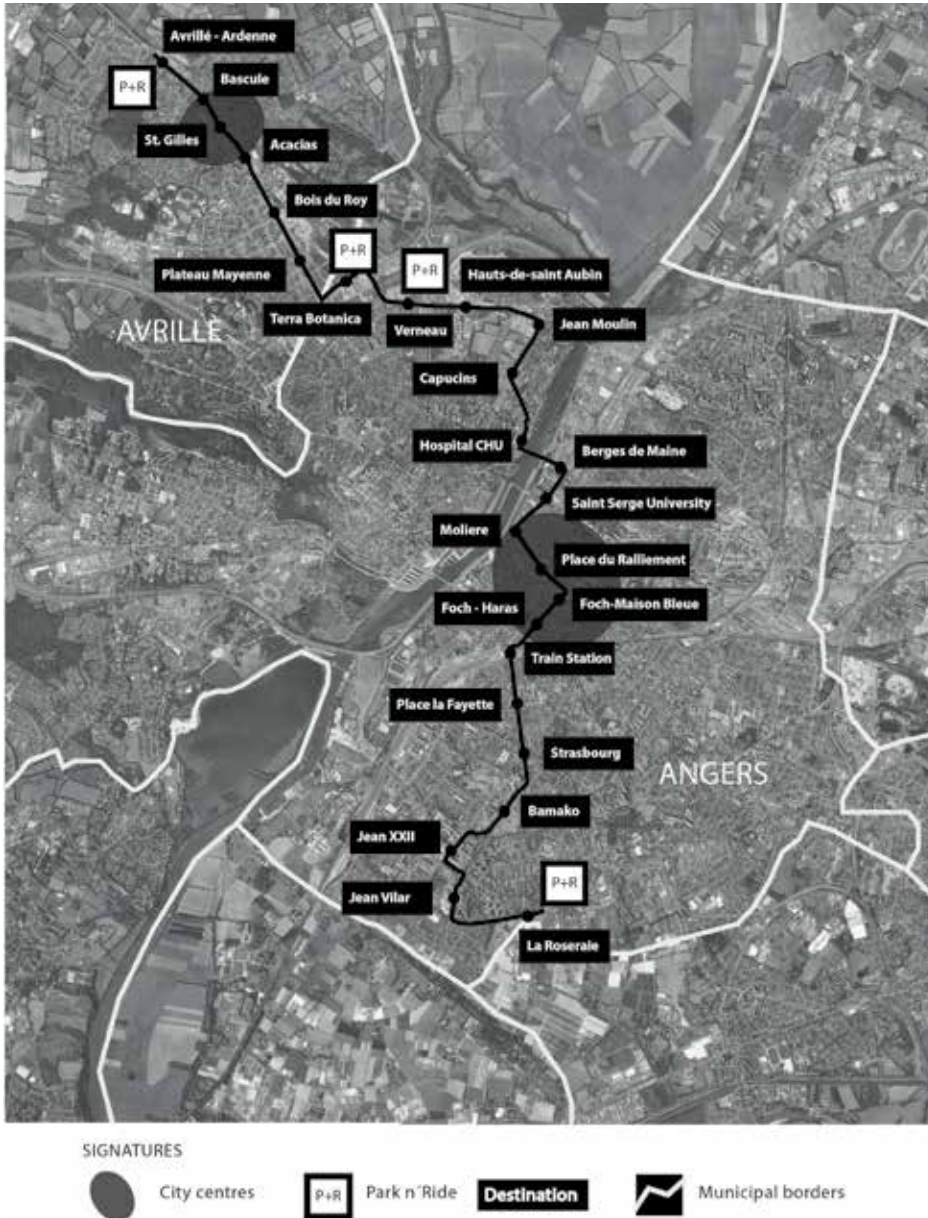 Avrillé - Ardenne
P+R
Bascule
St. Gilles
Acacias
Bois du Roy
P+R
P+R
Plateau Mayenne
Hauts-de-saint Aubin
Terra Botanica
Verneau
Jean Moulin
AVRILLÉ
Capucins
Hospital CHU
Berges de Maine
Saint Serge University
Moliere
Place du Ralliement
Foch - Haras
Foch-Maison Bleue
Train Station
Place la Fayette
Strasbourg
ANGERS
Bamako
Jean XXII
P+R
Jean Vilar
La Roseraie
SIGNATURES
City centres
P+R
Park n´Ride
Destination
Municipal borders